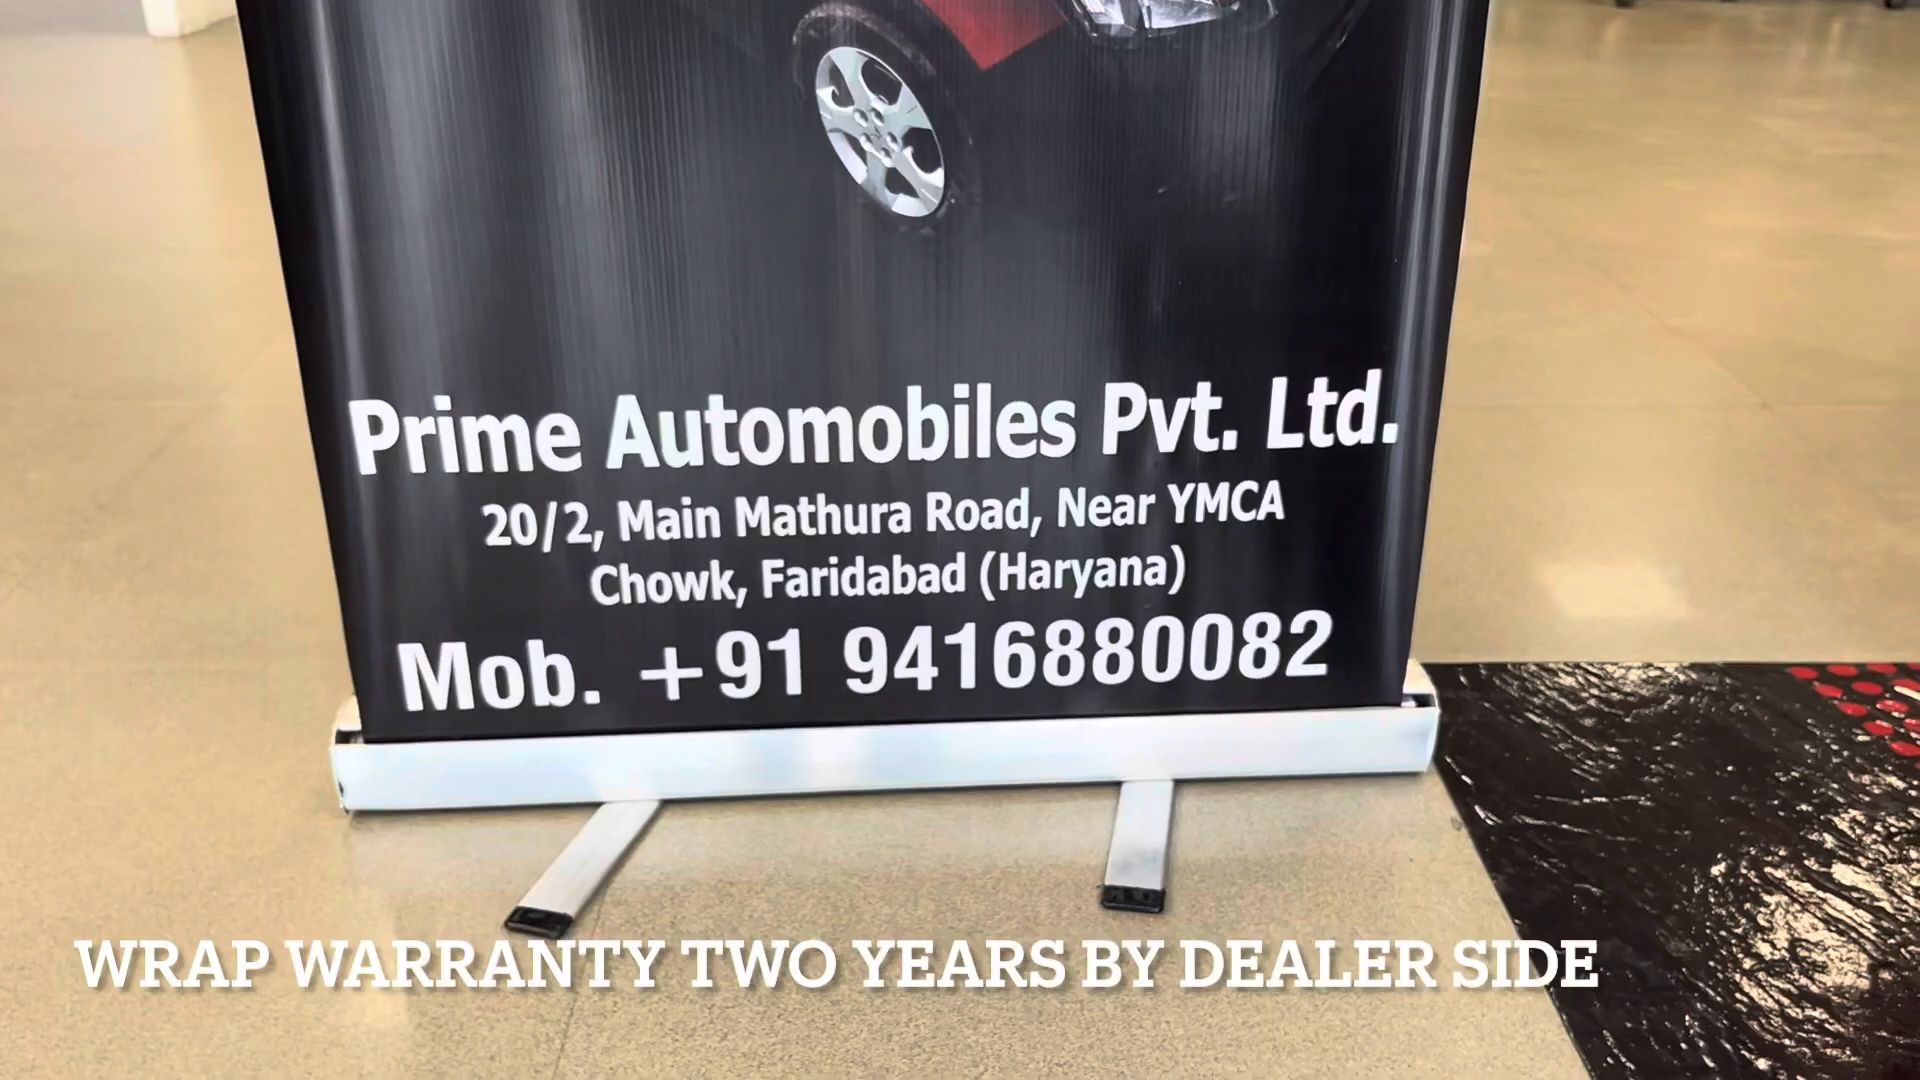 Prime Automobiles Pvt. Ltd.
20/2, Main Mathura Road, Near YMCA
Chowk, Faridabad (Haryana)
Mob. +91 9416880082
WRAP WARRANTY TWO YEARS BY DEALER SIDE